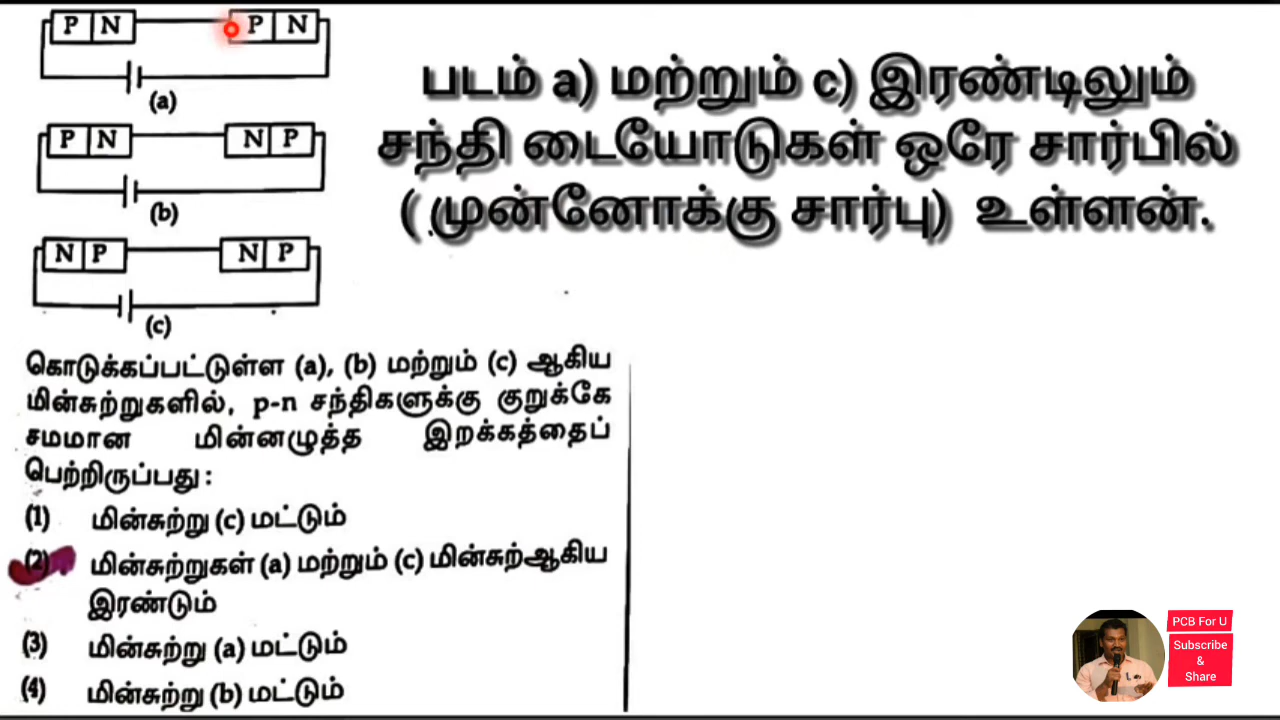 P N P N
(a)
P N N P
(b)
N P N P
(c)
படம் a) மற்றும் c) இரண்டிலும்
சந்தி டையோடுகள் ஒரே சார்பில்
( முன்னோக்கு சார்பு) உள்ளன்.
கொடுக்கப்பட்டுள்ள (a), (b) மற்றும் (c) ஆகிய
மின்சுற்றுகளில், p-n சந்திகளுக்கு குறுக்கே
சமமான மின்னழுத்த இறக்கத்தைப்
பெற்றிருப்பது :
(1) மின்சுற்று (c) மட்டும்
(2) மின்சுற்றுகள் (a) மற்றும் (c) மின்சுற்ஆகிய
இரண்டும்
(3) மின்சுற்று (a) மட்டும்
(4) மின்சுற்று (b) மட்டும்
PCB For U
Subscribe
&
Share